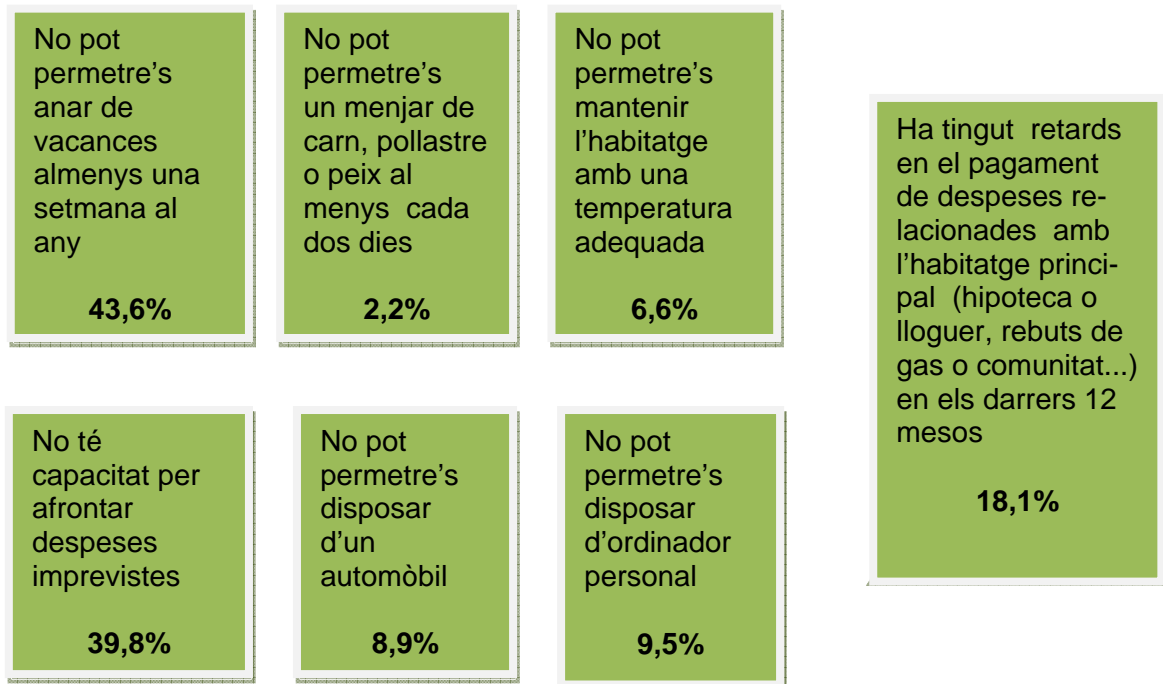 No pot
permetre’s
anar de
vacances
almenys una
setmana al
any
43,6%
No pot
permetre’s
un menjar de
carn, pollastre
o peix al
menys cada
dos dies
2,2%
No pot
permetre’s
mantenir
l’habitatge
amb una
temperatura
adequada
6,6%
Ha tingut retards
en el pagament
de despeses re-
lacionades amb
l’habitatge princi-
pal (hipoteca o
lloguer, rebuts de
gas o comunitat...)
en els darrers 12
mesos
18,1%
No té
capacitat per
afrontar
despeses
imprevistes
39,8%
No pot
permetre’s
disposar
d’un
automòbil
8,9%
No pot
permetre’s
disposar
d’ordinador
personal
9,5%